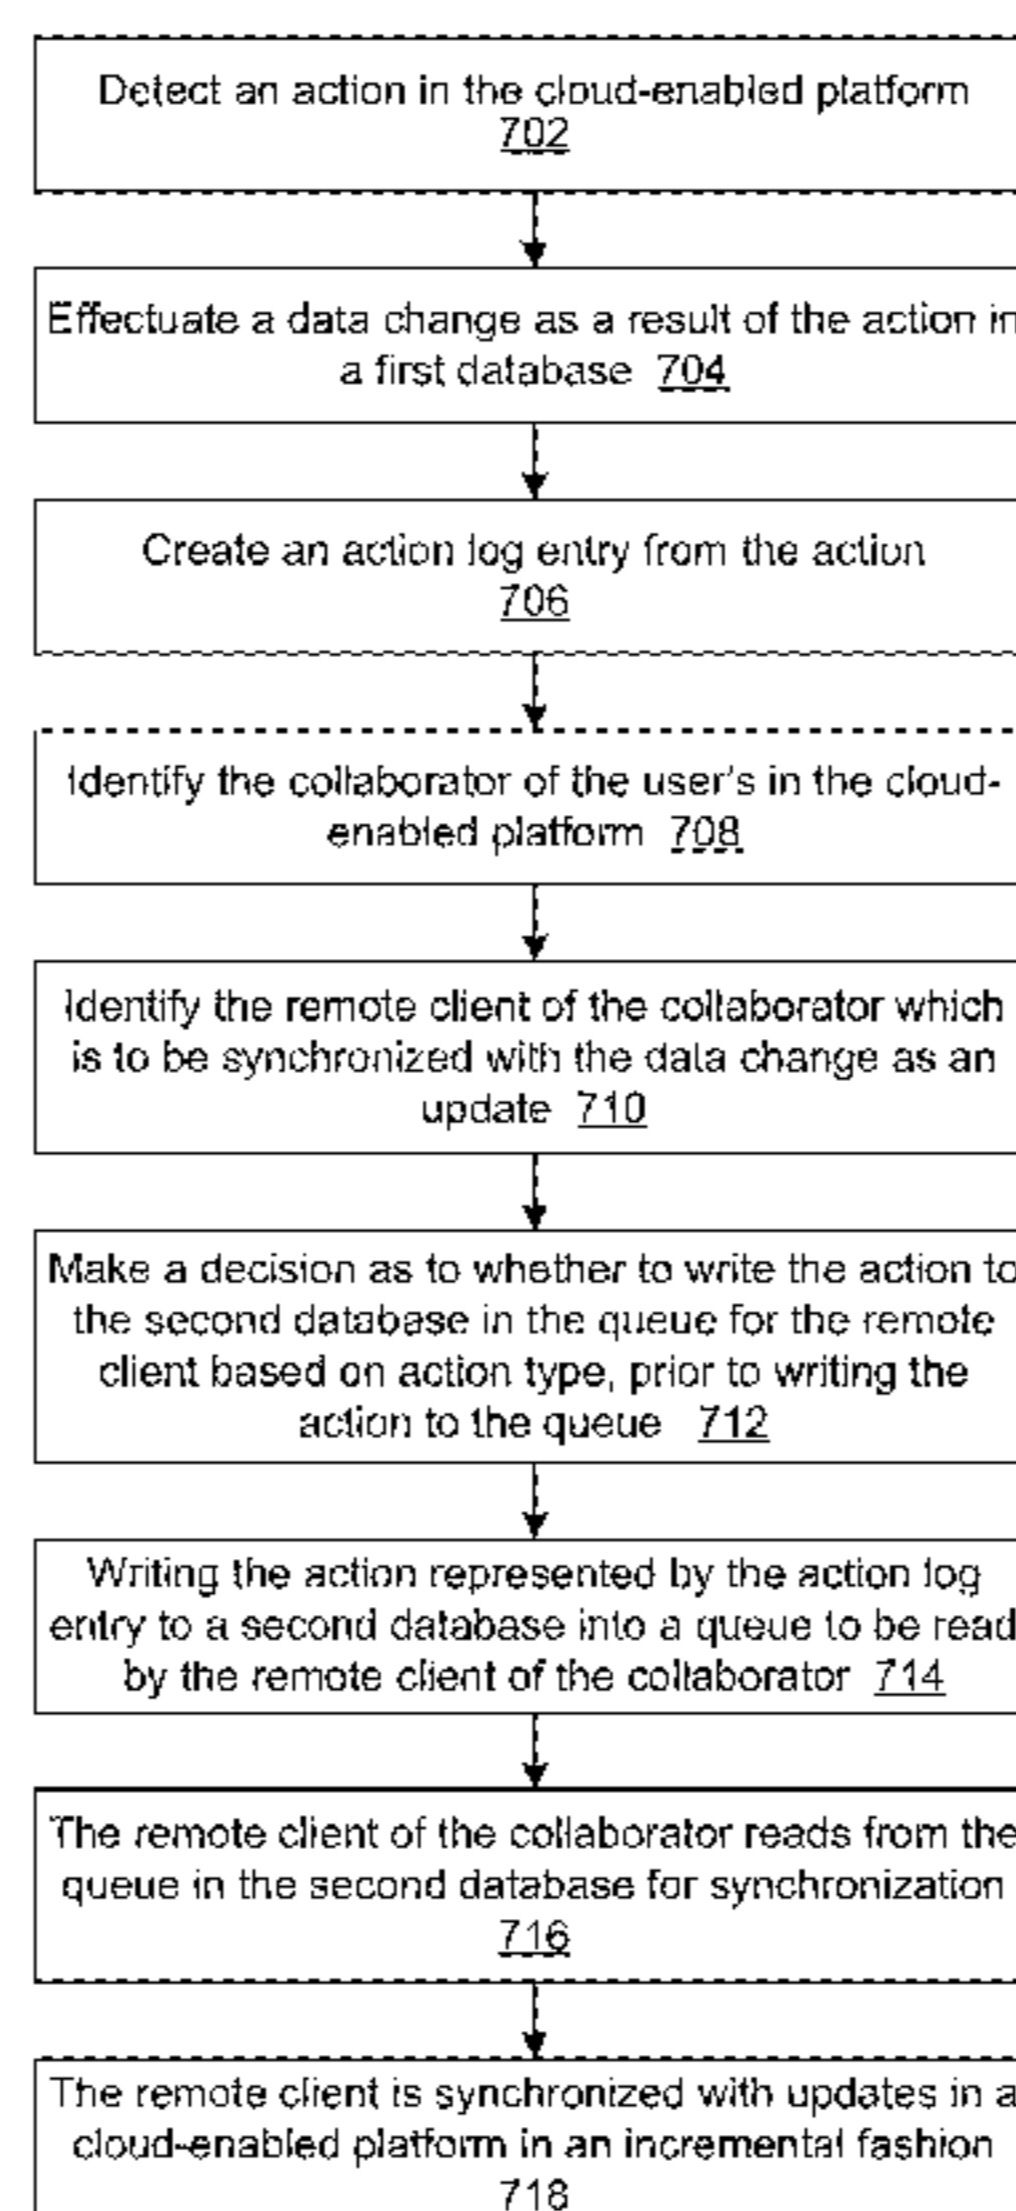 Detect an action in the cloud-enabled platform
702
Effectuate a data change as a result of the action in
a first database 704
Create an action log entry from the action
706
Identify the collaborator of the user's in the cloud-
enabled platform 708
Identify the remote client of the collaborator which
is to be synchronized with the data change as an
update 710
Make a decision as to whether to write the action to
the second database in the queue for the remote
client based on action type, prior to writing the
action to the queue 712
Writing the action represented by the action log
entry to a second database into a queue to be read
by the remote client of the collaborator 714
The remote client of the collaborator reads from the
queue in the second database for synchronization
716
The remote client is synchronized with updates in a
cloud-enabled platform in an incremental fashion
718